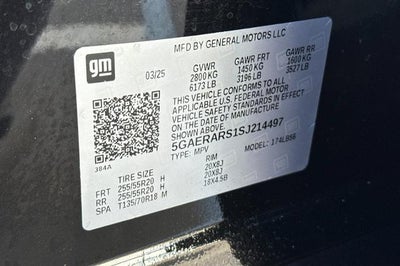 MFD BY GENERAL MOTORS LLC
gm
03/25
GVWR GAWR FRT GAWR RR
2800 KG 1450 KG 1600 KG
6173 LB 3196 LB 3527 LB
THIS VEHICLE CONFORMS TO ALL
APPLICABLE U.S. FEDERAL MOTOR
VEHICLE SAFETY STANDARDS IN EFFECT
ON THE DATE OF MANUFACTURE
SHOWN ABOVE.
5GAERARS1SJ214497
TYPE: MPV MODEL: 174LB56
384A
TIRE SIZE RIM
FRT 255/55R20 H 20X8J
RR 255/55R20 H 20X8J
SPA T135/70R18 M 18X4.5B